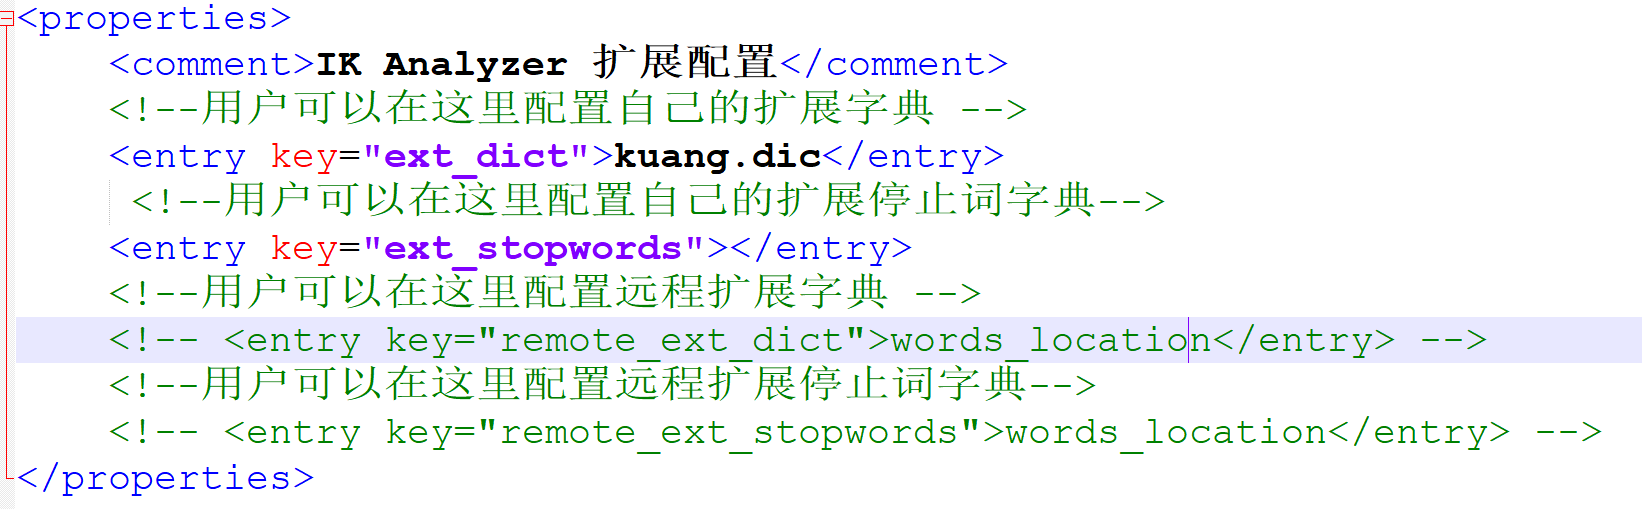 <properties>
    <comment>IK Analyzer 扩展配置</comment>
    <!--用户可以在这里配置自己的扩展字典 -->
    <entry key="ext_dict">kuang.dic</entry>
     <!--用户可以在这里配置自己的扩展停止词字典-->
    <entry key="ext_stopwords"></entry>
    <!--用户可以在这里配置远程扩展字典 -->
    <!-- <entry key="remote_ext_dict">words_location</entry> -->
    <!--用户可以在这里配置远程扩展停止词字典-->
    <!-- <entry key="remote_ext_stopwords">words_location</entry> -->
</properties>